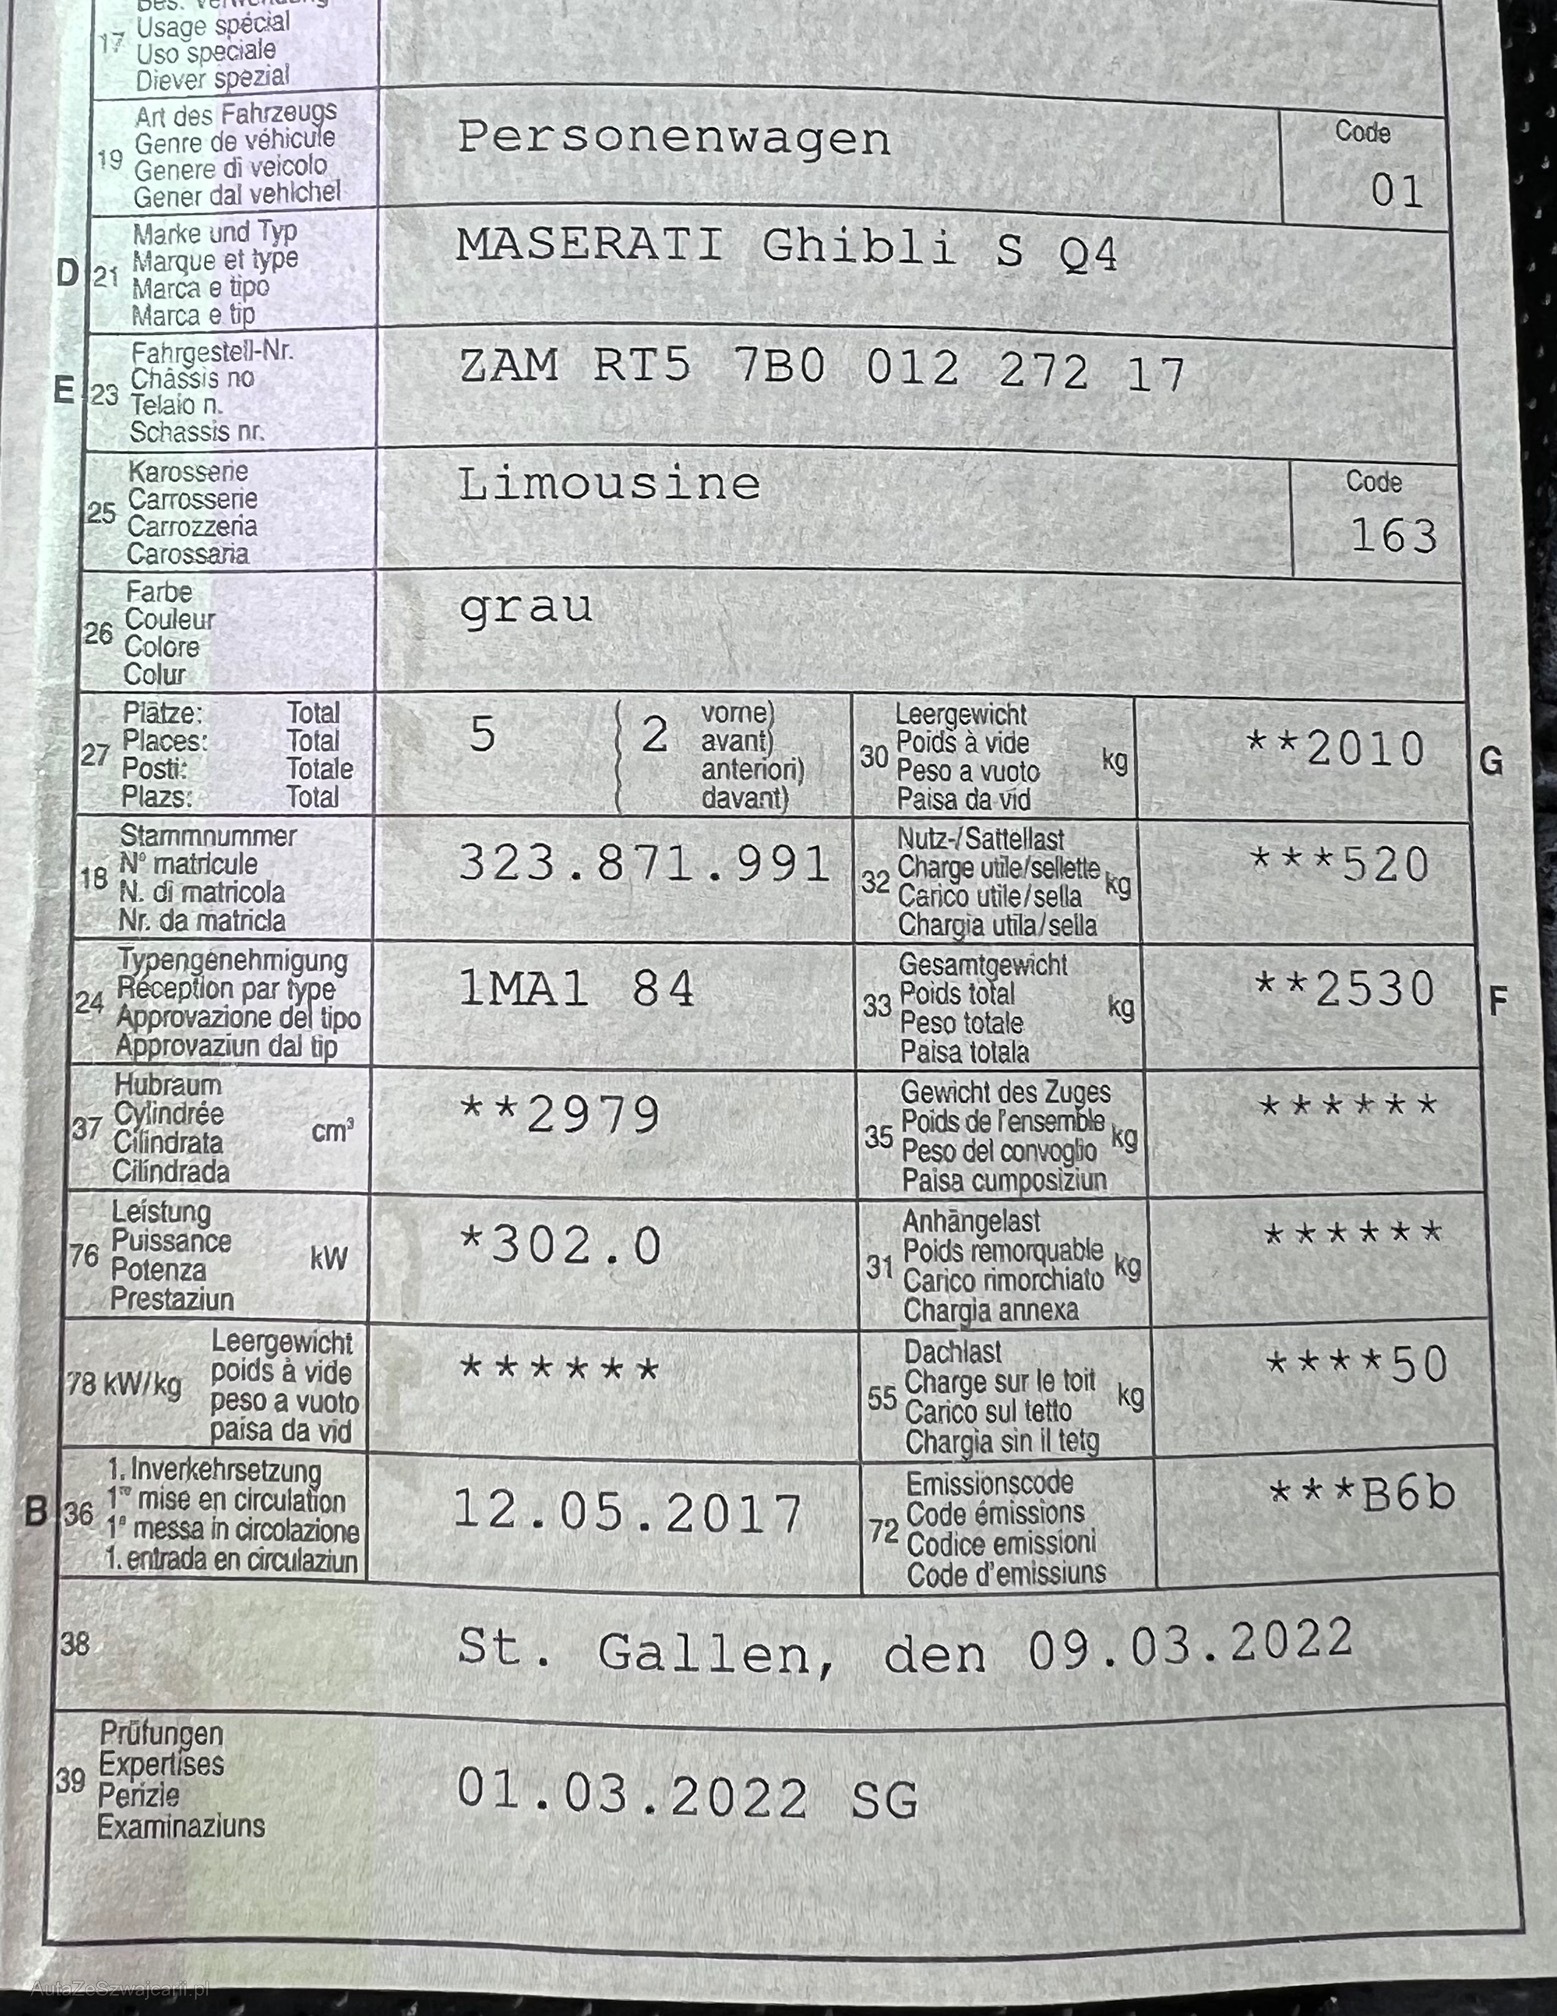 Bes. Verwendung
17 Usage spécial
Uso speciale
Diever spezial
19 Art des Fahrzeugs
Genre de véhicule
Genere di veicolo
Gener dal vehichel
Personenwagen
Code
01
D 21 Marke und Typ
Marque et type
Marca e tipo
Marca e tip
MASERATI Ghibli S Q4
E 23 Fahrgestell-Nr.
Châssis no
Telaio n.
Schassis nr.
ZAM RT5 7B0 012 272 17
25 Karosserie
Carrosserie
Carrozzeria
Carossaria
Limousine
Code
163
26 Farbe
Couleur
Colore
Colur
grau
27 Plätze: Total
Places: Total
Posti: Totale
Plazs: Total
5 ( 2 vorne)
avant)
anteriori)
davant)
30 Leergewicht
Poids à vide
Peso a vuoto
Paisa da vid
kg
**2010 G
18 Stammnummer
N° matricule
N. di matricola
Nr. da matricla
323.871.991
32 Nutz-/Sattellast
Charge utile/sellette
Carico utile/sella
Chargia utila/sella
kg
***520
24 Typengenehmigung
Réception par type
Approvazione del tipo
Approvaziun dal tip
1MA1 84
33 Gesamtgewicht
Poids total
Peso totale
Paisa totala
kg
**2530 F
37 Hubraum
Cylindrée
Cilindrata
Cilindrada
cm³
**2979
35 Gewicht des Zuges
Poids de l'ensemble
Peso del convoglio
Paisa cumposiziun
kg
******
76 Leistung
Puissance
Potenza
Prestaziun
kW
*302.0
31 Anhängelast
Poids remorquable
Carico rimorchiato
Chargia annexa
kg
******
78 kW/kg Leergewicht
poids à vide
peso a vuoto
paisa da vid
******
55 Dachlast
Charge sur le toit
Carico sul tetto
Chargia sin il tetg
kg
****50
B 36 1. Inverkehrsetzung
1re mise en circulation
1a messa in circolazione
1. entrada en circulaziun
12.05.2017
72 Emissionscode
Code émissions
Codice emissioni
Code d'emissiuns
***B6b
38 St. Gallen, den 09.03.2022
39 Prüfungen
Expertises
Perizie
Examinaziuns
01.03.2022 SG
AutaZeSzwajcarii.pl